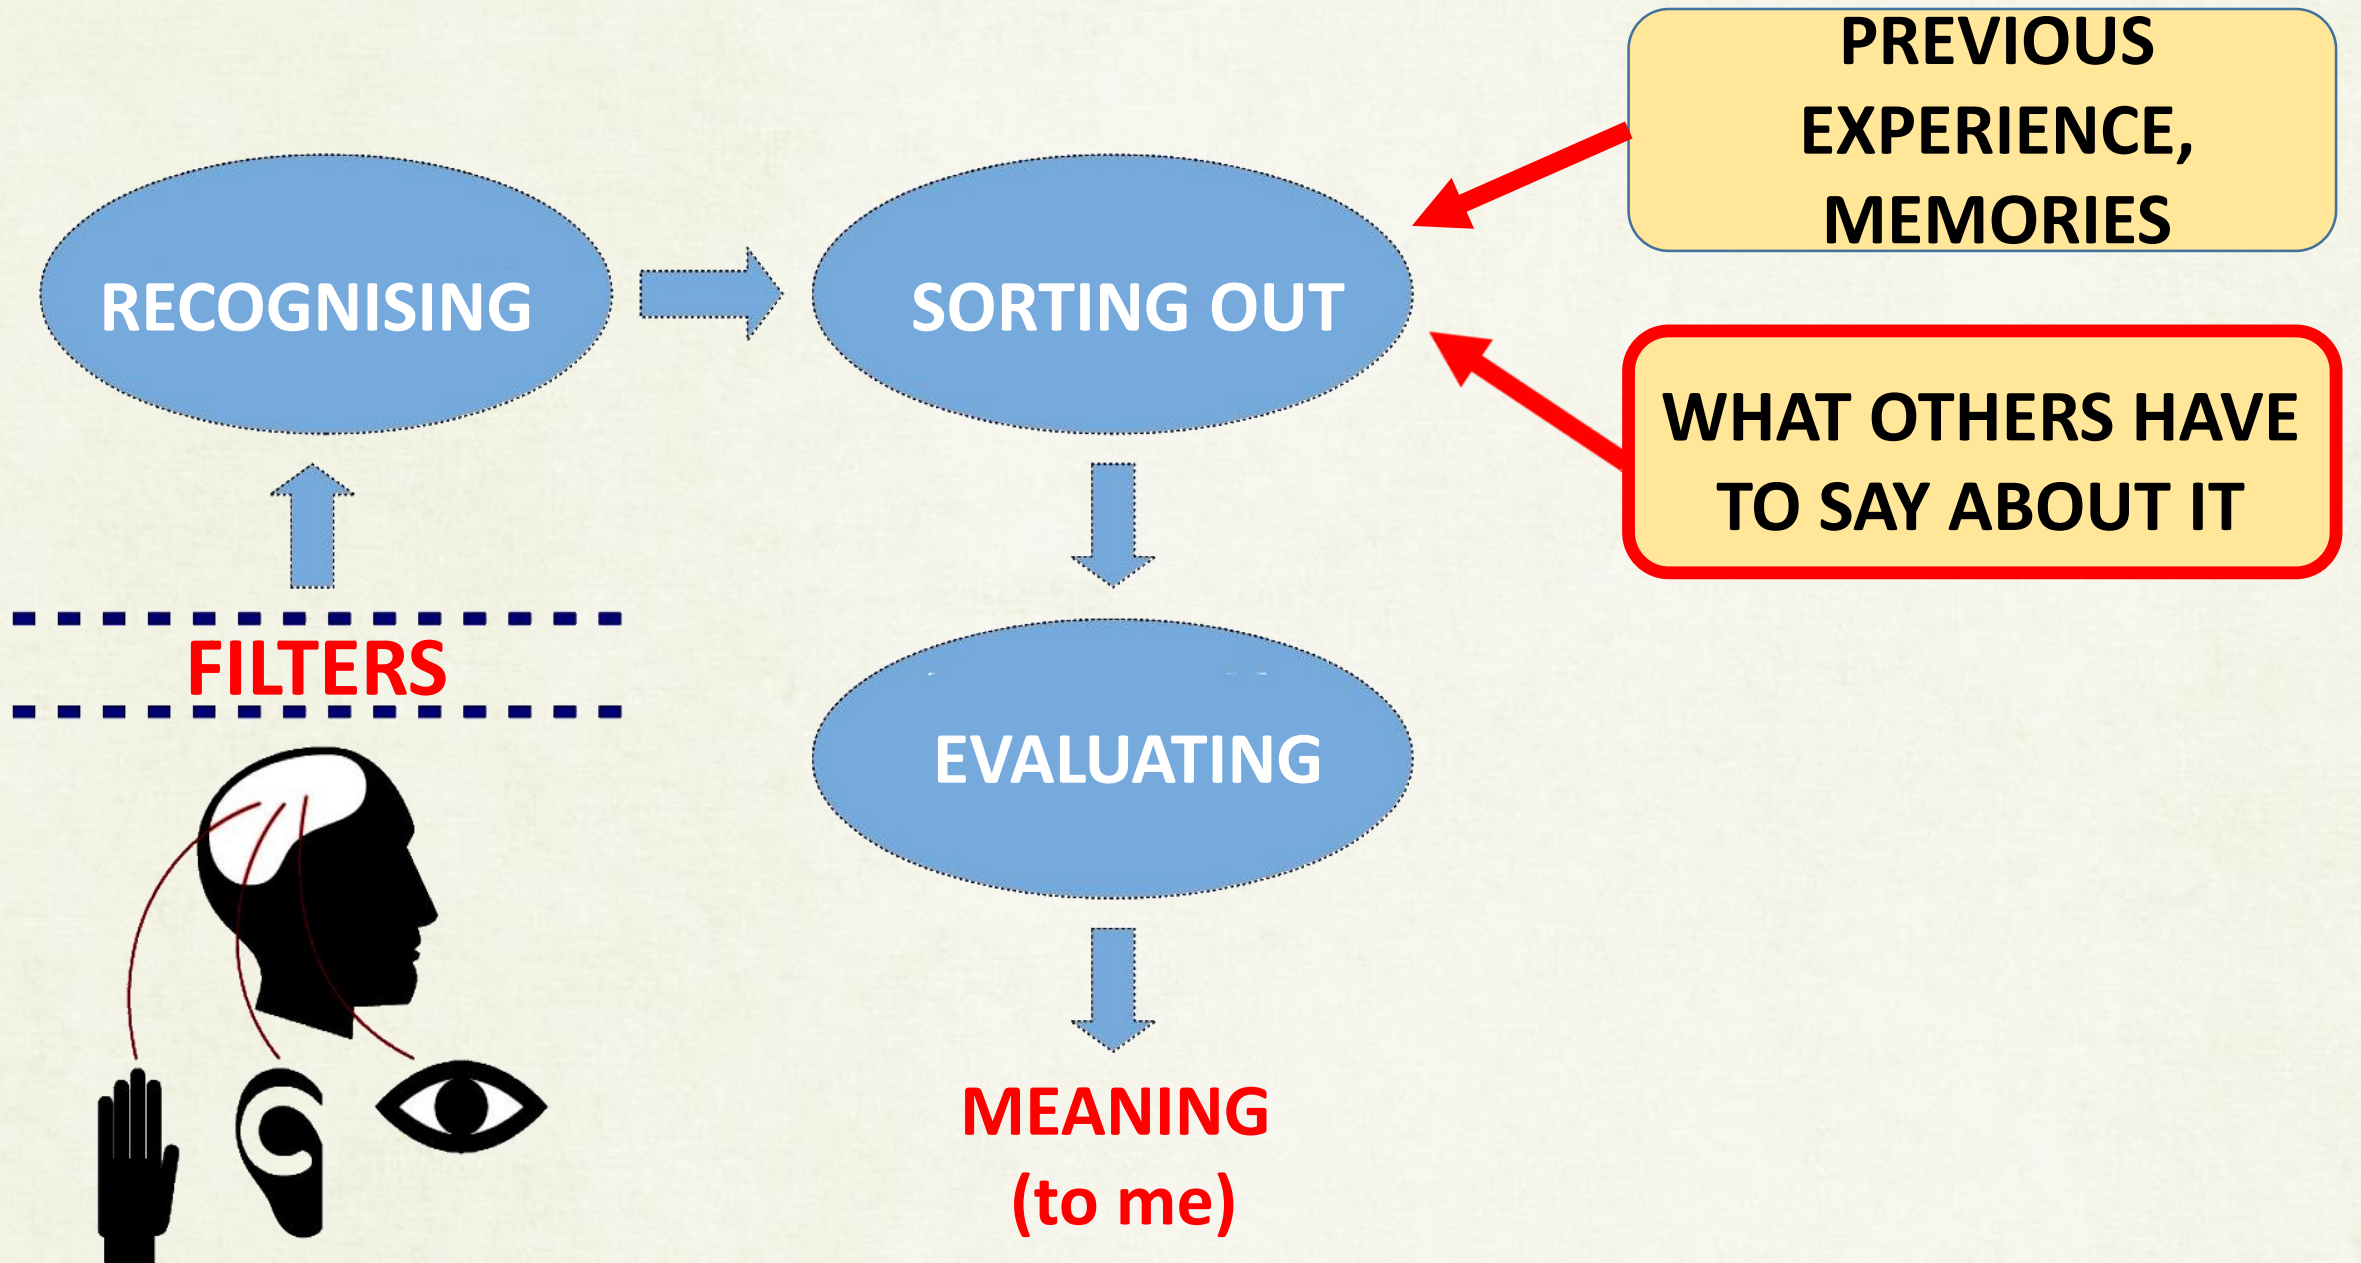 PREVIOUS
EXPERIENCE,
MEMORIES
RECOGNISING
SORTING OUT
WHAT OTHERS HAVE
TO SAY ABOUT IT
FILTERS
EVALUATING
MEANING
(to me)